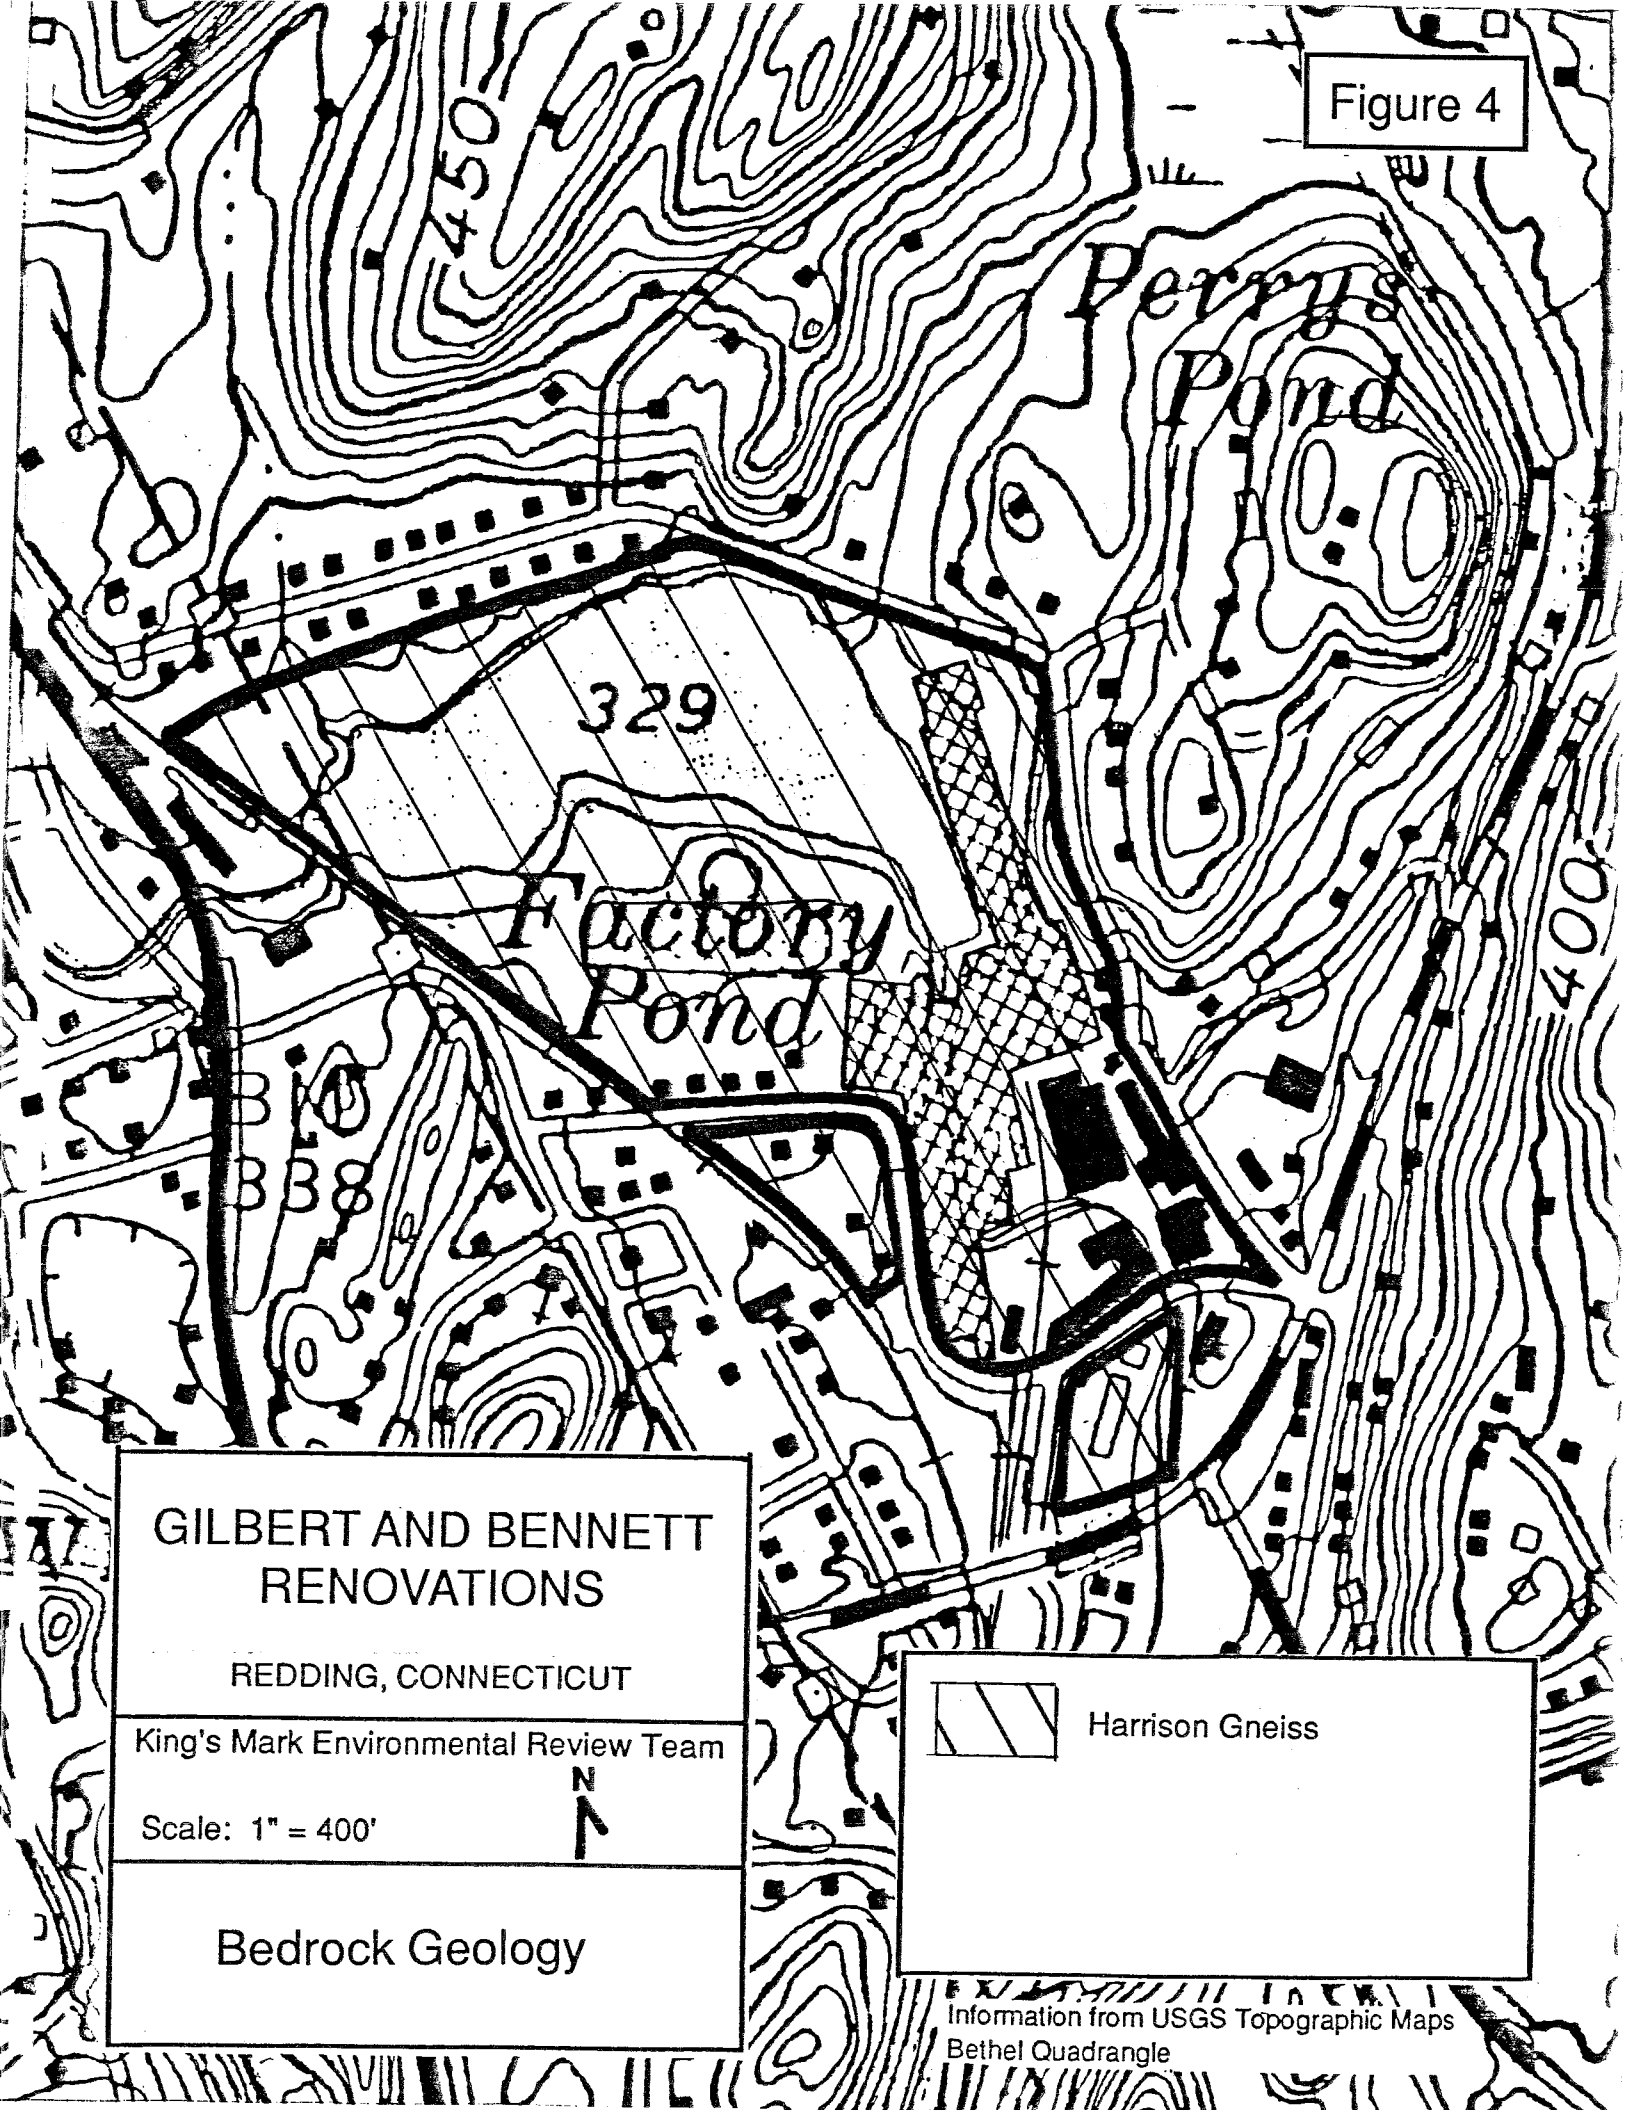 Figure 4
450
Perrys
Pond
329
Factory
Pond
400
338
GILBERT AND BENNETT
RENOVATIONS
REDDING, CONNECTICUT
King's Mark Environmental Review Team
N
Scale: 1" = 400'
Bedrock Geology
Harrison Gneiss
Information from USGS Topographic Maps
Bethel Quadrangle